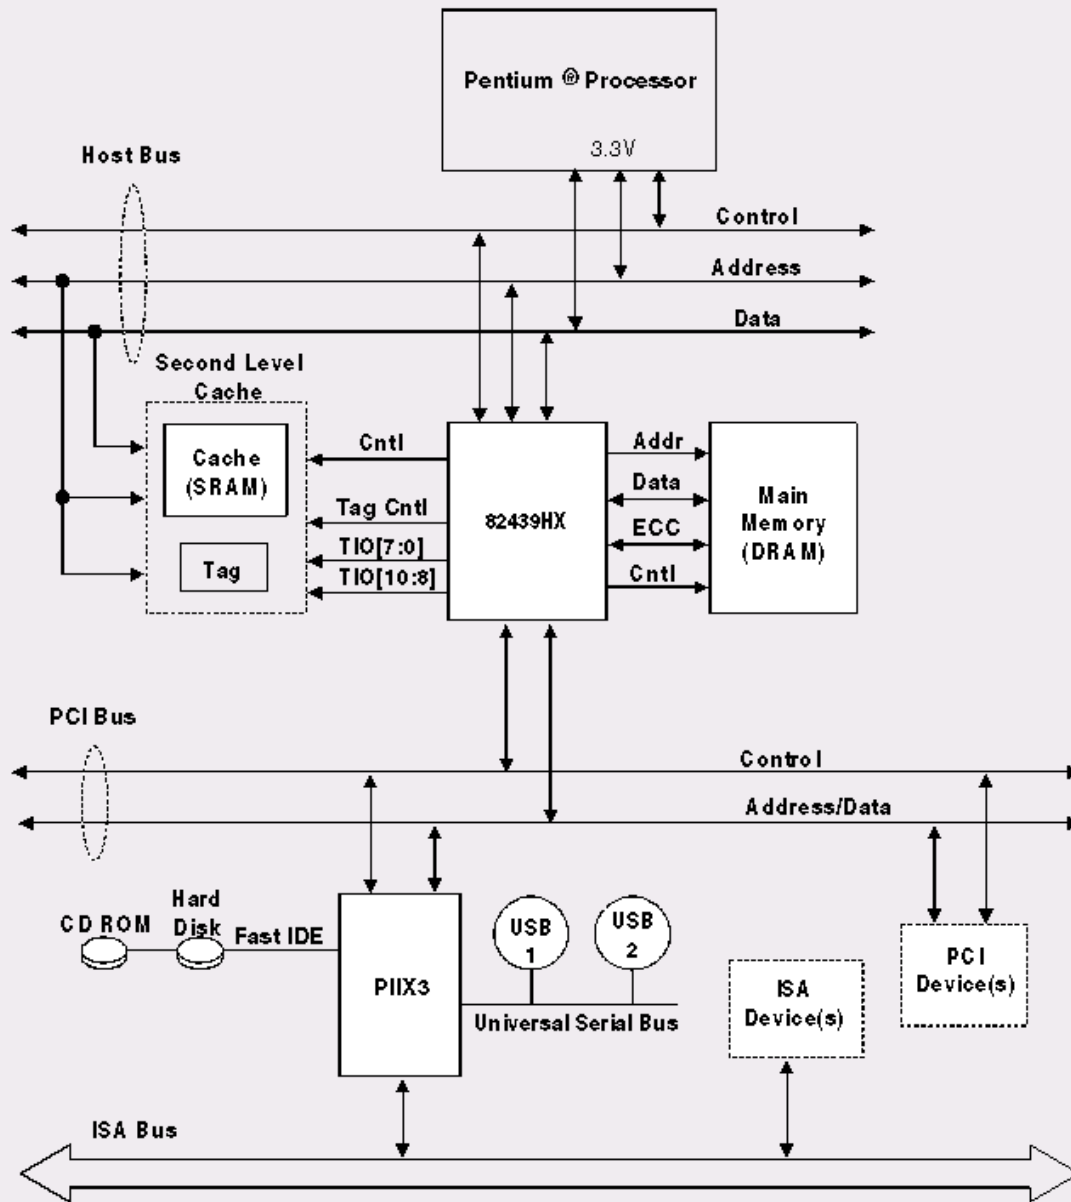 Pentium ® Processor
3.3V
Host Bus
Control
Address
Data
Second Level
Cache
Cache
(SRAM)
Tag
Cntl
Tag Cntl
TIO[7:0]
TIO[10:8]
82439HX
Addr
Data
ECC
Cntl
Main
Memory
(DRAM)
PCI Bus
Control
Address/Data
CD ROM
Hard
Disk
Fast IDE
PIIX3
USB
1
USB
2
Universal Serial Bus
ISA
Device(s)
PCI
Device(s)
ISA Bus